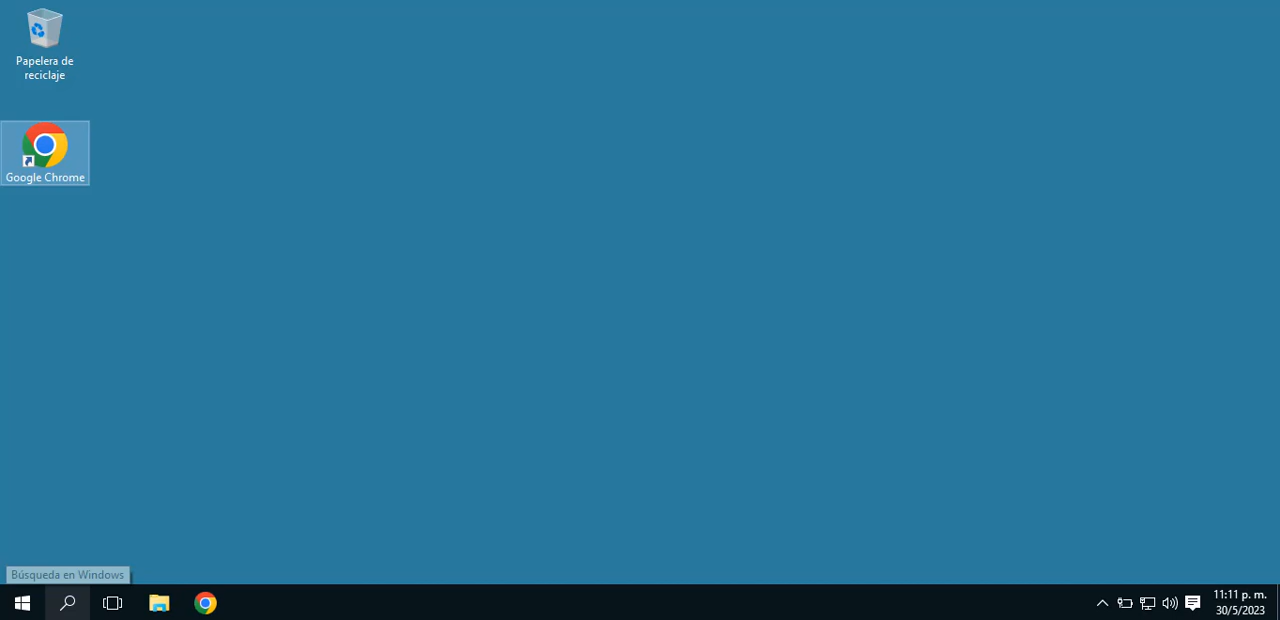 Papelera de
reciclaje
Google Chrome
Búsqueda en Windows
11:11 p. m.
30/5/2023